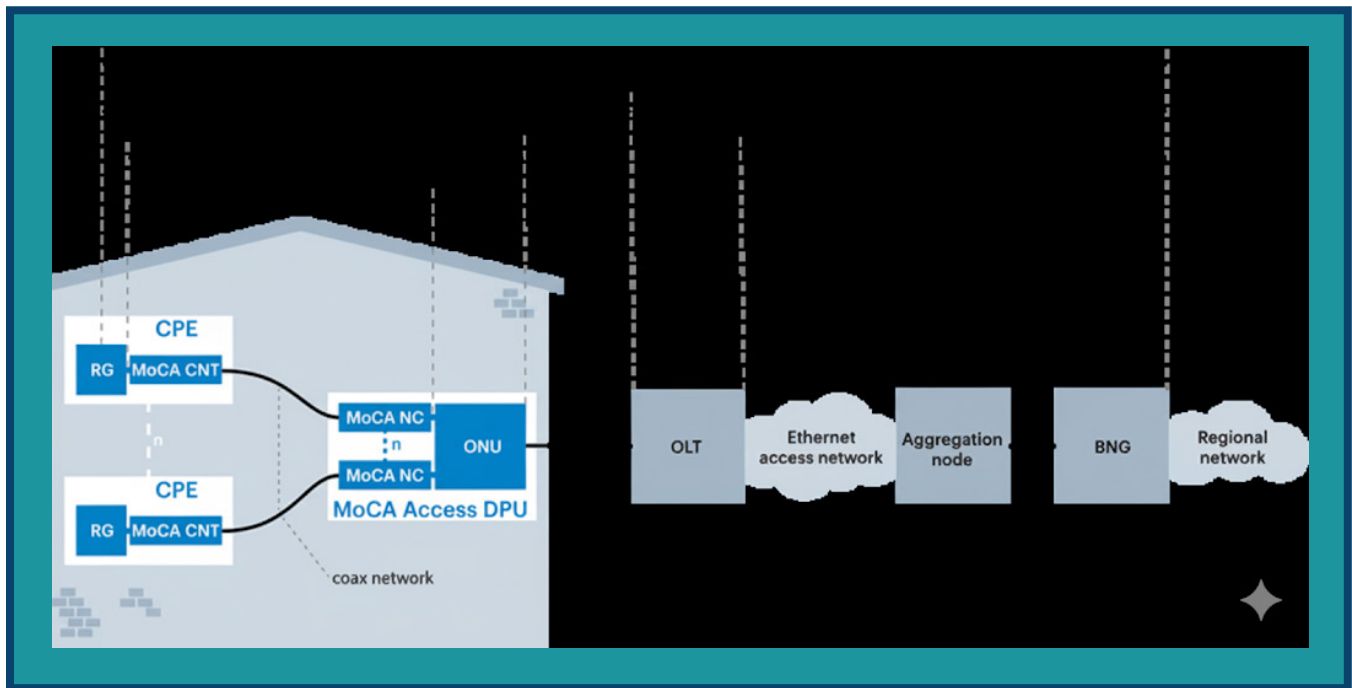 CPE
RG
MoCA CNT
n
CPE
RG
MoCA CNT
MoCA NC
n
MoCA NC
ONU
MoCA Access DPU
coax network
OLT
Ethernet
access network
Aggregation
node
BNG
Regional
network